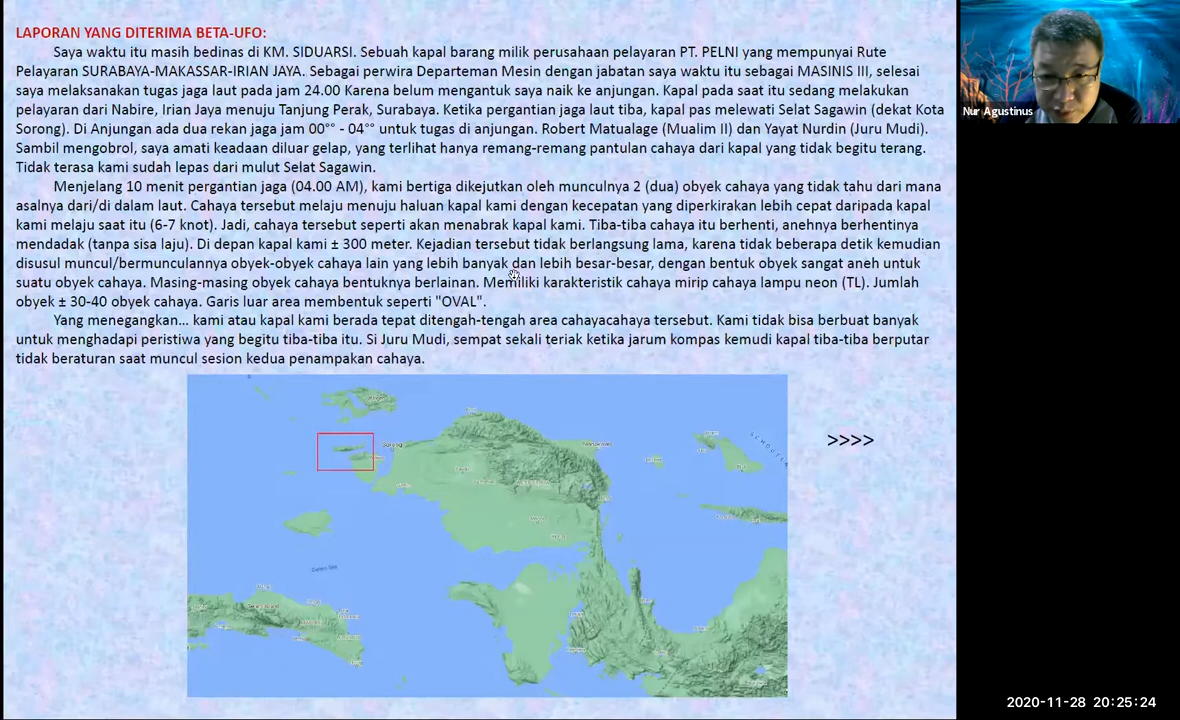 LAPORAN YANG DITERIMA BETA-UFO:
Saya waktu itu masih bedinas di KM. SIDUARSI. Sebuah kapal barang milik perusahaan pelayaran PT. PELNI yang mempunyai Rute
Pelayaran SURABAYA-MAKASSAR-IRIAN JAYA. Sebagai perwira Departeman Mesin dengan jabatan saya waktu itu sebagai MASINIS III, selesai
saya melaksanakan tugas jaga laut pada jam 24.00 Karena belum mengantuk saya naik ke anjungan. Kapal pada saat itu sedang melakukan
pelayaran dari Nabire, Irian Jaya menuju Tanjung Perak, Surabaya. Ketika pergantian jaga laut tiba, kapal pas melewati Selat Sagawin (dekat Kota
Sorong). Di Anjungan ada dua rekan jaga jam 00°° - 04°° untuk tugas di anjungan. Robert Matualage (Mualim II) dan Yayat Nurdin (Juru Mudi).
Sambil mengobrol, saya amati keadaan diluar gelap, yang terlihat hanya remang-remang pantulan cahaya dari kapal yang tidak begitu terang.
Tidak terasa kami sudah lepas dari mulut Selat Sagawin.
Menjelang 10 menit pergantian jaga (04.00 AM), kami bertiga dikejutkan oleh munculnya 2 (dua) obyek cahaya yang tidak tahu dari mana
asalnya dari/di dalam laut. Cahaya tersebut melaju menuju haluan kapal kami dengan kecepatan yang diperkirakan lebih cepat daripada kapal
kami melaju saat itu (6-7 knot). Jadi, cahaya tersebut seperti akan menabrak kapal kami. Tiba-tiba cahaya itu berhenti, anehnya berhentinya
mendadak (tanpa sisa laju). Di depan kapal kami ± 300 meter. Kejadian tersebut tidak berlangsung lama, karena tidak beberapa detik kemudian
disusul muncul/bermunculannya obyek-obyek cahaya lain yang lebih banyak dan lebih besar-besar, dengan bentuk obyek sangat aneh untuk
suatu obyek cahaya. Masing-masing obyek cahaya bentuknya berlainan. Memiliki karakteristik cahaya mirip cahaya lampu neon (TL). Jumlah
obyek ± 30-40 obyek cahaya. Garis luar area membentuk seperti "OVAL".
Yang menegangkan... kami atau kapal kami berada tepat ditengah-tengah area cahayacahaya tersebut. Kami tidak bisa berbuat banyak
untuk menghadapi peristiwa yang begitu tiba-tiba itu. Si Juru Mudi, sempat sekali teriak ketika jarum kompas kemudi kapal tiba-tiba berputar
tidak beraturan saat muncul sesion kedua penampakan cahaya.
Sorong
Manokwari
>>>>
Nur Agustinus
2020-11-28 20:25:24